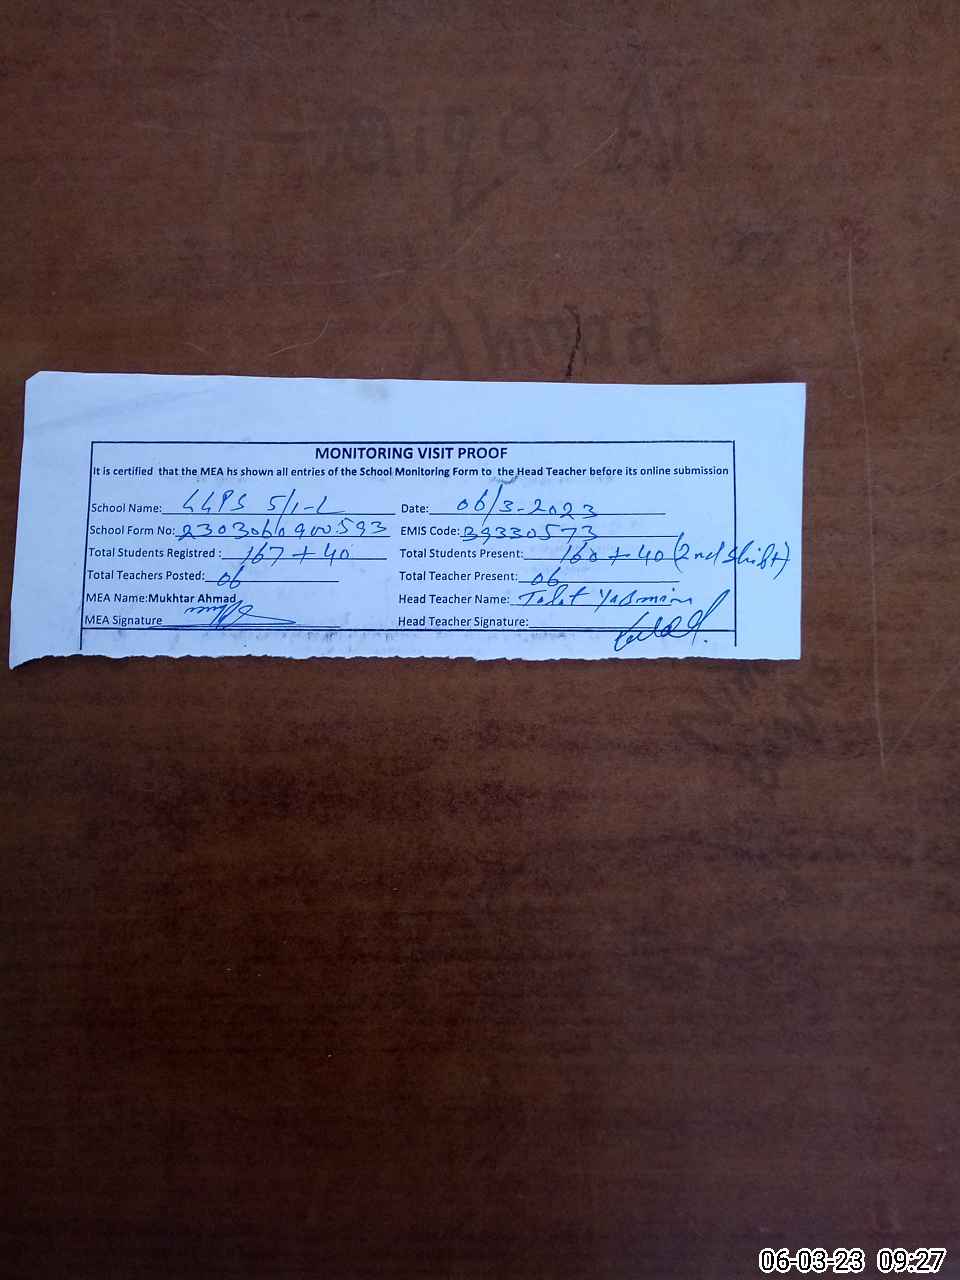 MONITORING VISIT PROOF
It is certified that the MEA hs shown all entries of the School Monitoring Form to the Head Teacher before its online submission
School Name: GGPS 5/1-L Date: 06/3-2023
School Form No: 2303060900593 EMIS Code: 39330573
Total Students Registered : 167 + 40 Total Students Present: 160 + 40 (2nd Shift)
Total Teachers Posted: 06 Total Teacher Present: 06
MEA Name:Mukhtar Ahmad Head Teacher Name: Talat Yasmin
MEA Signature Head Teacher Signature:
06-03-23 09:27